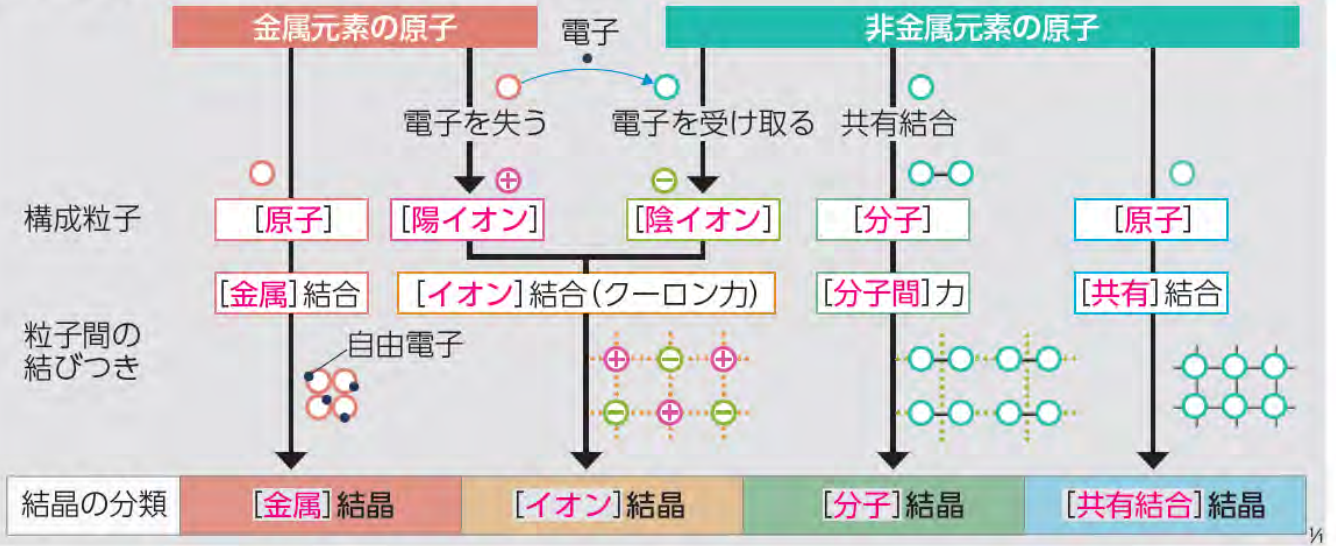 金属元素の原子
電子
非金属元素の原子
電子を失う
電子を受け取る
共有結合
構成粒子
[原子]
[陽イオン]
[陰イオン]
[分子]
[原子]
[金属]結合
[イオン]結合(クーロン力)
[分子間]力
[共有]結合
粒子間の
結びつき
自由電子
結晶の分類
[金属]結晶
[イオン]結晶
[分子]結晶
[共有結合]結晶
1/1